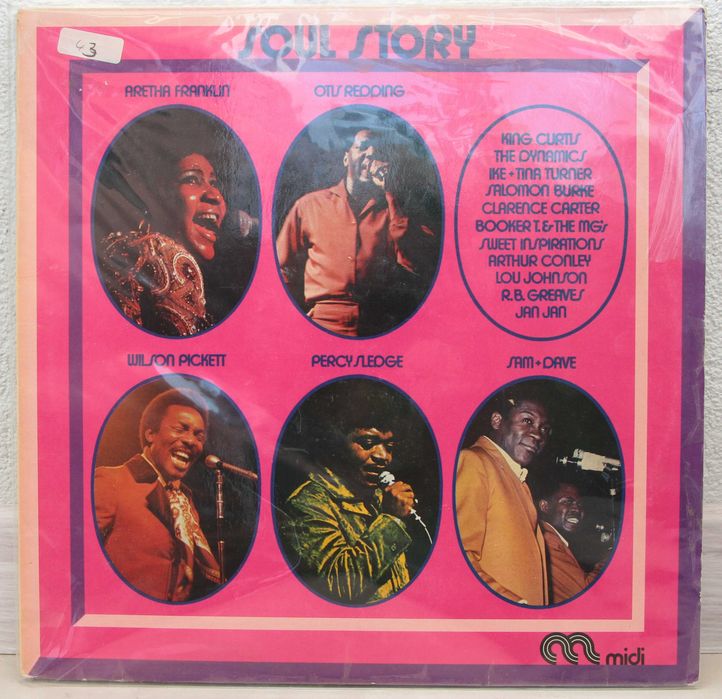 43
SOUL STORY
ARETHA FRANKLIN
OTIS REDDING
KING CURTIS
THE DYNAMICS
IKE + TINA TURNER
SALOMON BURKE
CLARENCE CARTER
BOOKER T. & THE MG's
SWEET INSPIRATIONS
ARTHUR CONLEY
LOU JOHNSON
R.B. GREAVES
JAN JAN
WILSON PICKETT
PERCY SLEDGE
SAM + DAVE
midi